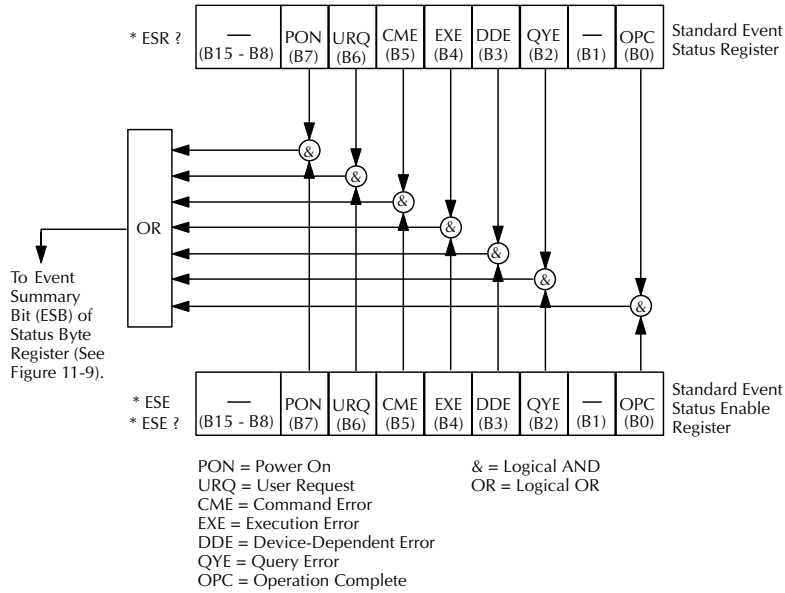 * ESR ?
— PON URQ CME EXE DDE QYE — OPC
(B15 - B8) (B7) (B6) (B5) (B4) (B3) (B2) (B1) (B0)
Standard Event
Status Register
& & & & & & &
OR
To Event
Summary
Bit (ESB) of
Status Byte
Register (See
Figure 11-9).
* ESE
* ESE ?
— PON URQ CME EXE DDE QYE — OPC
(B15 - B8) (B7) (B6) (B5) (B4) (B3) (B2) (B1) (B0)
Standard Event
Status Enable
Register
PON = Power On
URQ = User Request
CME = Command Error
EXE = Execution Error
DDE = Device-Dependent Error
QYE = Query Error
OPC = Operation Complete
& = Logical AND
OR = Logical OR